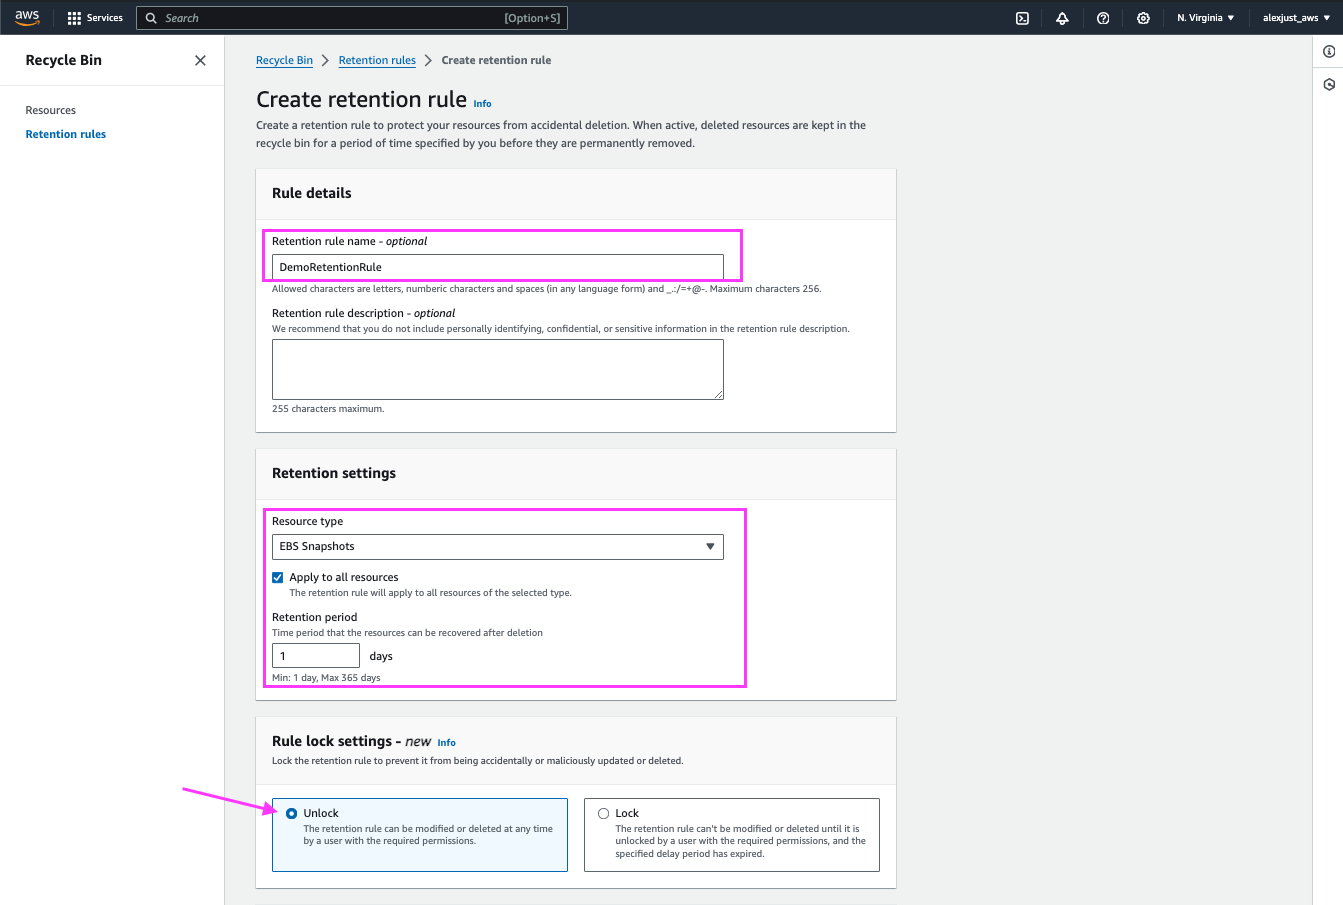 aws
Services
Search
[Option+S]
N. Virginia
alexjust_aws
Recycle Bin
Resources
Retention rules
Recycle Bin
Retention rules
Create retention rule
Create retention rule Info
Create a retention rule to protect your resources from accidental deletion. When active, deleted resources are kept in the
recycle bin for a period of time specified by you before they are permanently removed.
Rule details
Retention rule name - optional
DemoRetentionRule
Allowed characters are letters, numberic characters and spaces (in any language form) and _.:/=+@-. Maximum characters 256.
Retention rule description - optional
We recommend that you do not include personally identifying, confidential, or sensitive information in the retention rule description.
255 characters maximum.
Retention settings
Resource type
EBS Snapshots
Apply to all resources
The retention rule will apply to all resources of the selected type.
Retention period
Time period that the resources can be recovered after deletion
1 days
Min: 1 day, Max 365 days
Rule lock settings - new Info
Lock the retention rule to prevent it from being accidentally or maliciously updated or deleted.
Unlock
The retention rule can be modified or deleted at any time
by a user with the required permissions.
Lock
The retention rule can't be modified or deleted until it is
unlocked by a user with the required permissions, and the
specified delay period has expired.